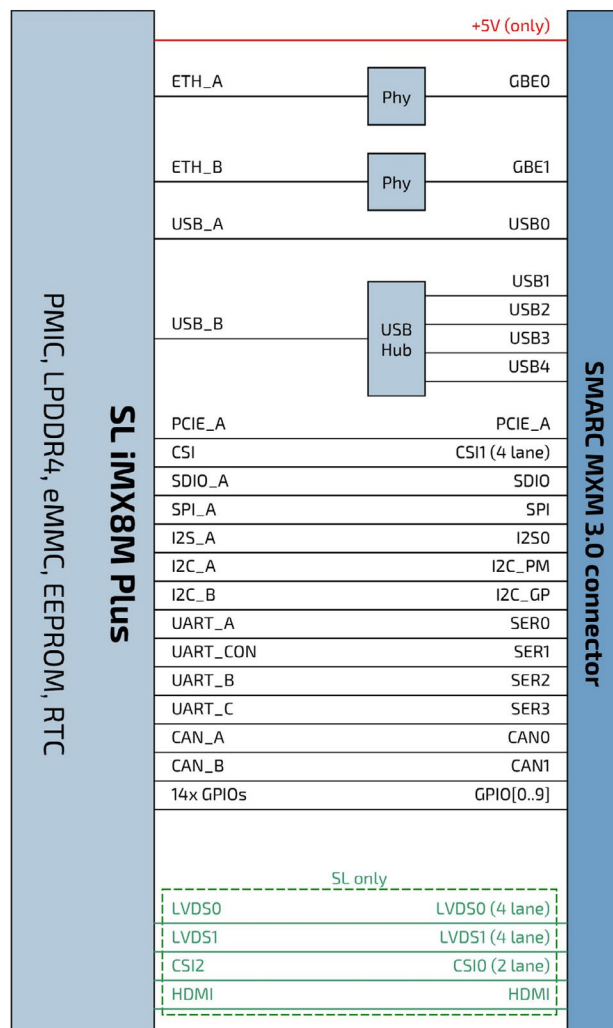 +5V (only)
ETH_A
Phy
GBE0
ETH_B
Phy
GBE1
USB_A
USB0
USB_B
USB
Hub
USB1
USB2
USB3
USB4
PCIE_A
PCIE_A
CSI
CSI1 (4 lane)
SDIO_A
SDIO
SPI_A
SPI
I2S_A
I2S0
I2C_A
I2C_PM
I2C_B
I2C_GP
UART_A
SER0
UART_CON
SER1
UART_B
SER2
UART_C
SER3
CAN_A
CAN0
CAN_B
CAN1
14x GPIOs
GPIO[0..9]
SL only
LVDS0
LVDS0 (4 lane)
LVDS1
LVDS1 (4 lane)
CSI2
CSI0 (2 lane)
HDMI
HDMI
SL iMX8M Plus
PMIC, LPDDR4, eMMC, EEPROM, RTC
SMARC MXM 3.0 connector